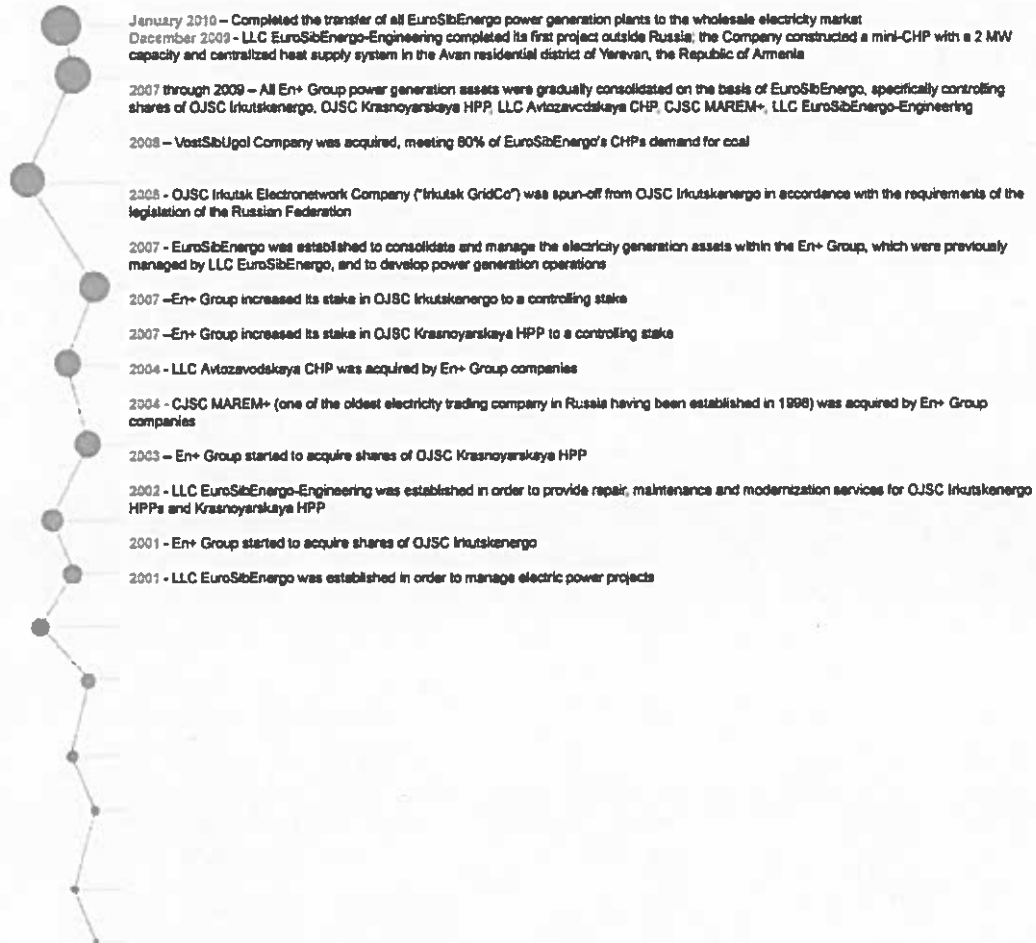 January 2010 – Completed the transfer of all EuroSibEnergo power generation plants to the wholesale electricity market
December 2009 - LLC EuroSibEnergo-Engineering completed its first project outside Russia; the Company constructed a mini-CHP with a 2 MW
capacity and centralized heat supply system in the Avan residential district of Yerevan, the Republic of Armenia
2007 through 2009 – All En+ Group power generation assets were gradually consolidated on the basis of EuroSibEnergo, specifically controlling
shares of OJSC Irkutskenergo, OJSC Krasnoyarskaya HPP, LLC Avtozavodskaya CHP, CJSC MAREM+, LLC EuroSibEnergo-Engineering
2008 – VostSibUgol Company was acquired, meeting 80% of EuroSibEnergo's CHPs demand for coal
2008 - OJSC Irkutsk Electronetwork Company ("Irkutsk GridCo") was spun-off from OJSC Irkutskenergo in accordance with the requirements of the
legislation of the Russian Federation
2007 - EuroSibEnergo was established to consolidate and manage the electricity generation assets within the En+ Group, which were previously
managed by LLC EuroSibEnergo, and to develop power generation operations
2007 –En+ Group increased its stake in OJSC Irkutskenergo to a controlling stake
2007 –En+ Group increased its stake in OJSC Krasnoyarskaya HPP to a controlling stake
2004 - LLC Avtozavodskaya CHP was acquired by En+ Group companies
2004 - CJSC MAREM+ (one of the oldest electricity trading company in Russia having been established in 1998) was acquired by En+ Group
companies
2003 – En+ Group started to acquire shares of OJSC Krasnoyarskaya HPP
2002 - LLC EuroSibEnergo-Engineering was established in order to provide repair, maintenance and modernization services for OJSC Irkutskenergo
HPPs and Krasnoyarskaya HPP
2001 - En+ Group started to acquire shares of OJSC Irkutskenergo
2001 - LLC EuroSibEnergo was established in order to manage electric power projects